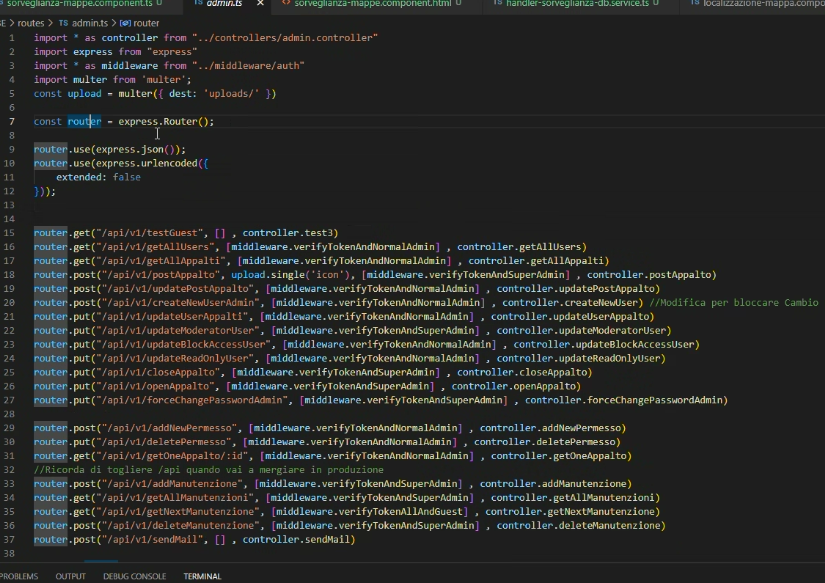 sorveglianza-mappe.component.ts U TS admin.ts × <> sorveglianza-mappe.component.html U TS handler-sorveglianza-db.service.ts U TS localizzazione-mappa.compo
BE > routes > TS admin.ts > router
1 import * as controller from "../controllers/admin.controller"
2 import express from "express"
3 import * as middleware from "../middleware/auth"
4 import multer from 'multer';
5 const upload = multer({ dest: 'uploads/' })
6
7 const router = express.Router();
8
9 router.use(express.json());
10 router.use(express.urlencoded({
11 extended: false
12 }));
13
14
15 router.get("/api/v1/testGuest", [] , controller.test3)
16 router.get("/api/v1/getAllUsers", [middleware.verifyTokenAndNormalAdmin] , controller.getAllUsers)
17 router.get("/api/v1/getAllAppalti", [middleware.verifyTokenAndNormalAdmin] , controller.getAllAppalti)
18 router.post("/api/v1/postAppalto", upload.single('icon'), [middleware.verifyTokenAndSuperAdmin] , controller.postAppalto)
19 router.post("/api/v1/updatePostAppalto", [middleware.verifyTokenAndNormalAdmin] , controller.updatePostAppalto)
20 router.post("/api/v1/createNewUserAdmin", [middleware.verifyTokenAndNormalAdmin] , controller.createNewUser) //Modifica per bloccare Cambio
21 router.put("/api/v1/updateUserAppalti", [middleware.verifyTokenAndNormalAdmin] , controller.updateUserAppalto)
22 router.put("/api/v1/updateModeratorUser", [middleware.verifyTokenAndSuperAdmin] , controller.updateModeratorUser)
23 router.put("/api/v1/updateBlockAccessUser", [middleware.verifyTokenAndNormalAdmin] , controller.updateBlockAccessUser)
24 router.put("/api/v1/updateReadOnlyUser", [middleware.verifyTokenAndNormalAdmin] , controller.updateReadOnlyUser)
25 router.put("/api/v1/closeAppalto", [middleware.verifyTokenAndSuperAdmin] , controller.closeAppalto)
26 router.put("/api/v1/openAppalto", [middleware.verifyTokenAndSuperAdmin] , controller.openAppalto)
27 router.put("/api/v1/forceChangePasswordAdmin", [middleware.verifyTokenAndSuperAdmin] , controller.forceChangePasswordAdmin)
28
29 router.post("/api/v1/addNewPermesso", [middleware.verifyTokenAndNormalAdmin] , controller.addNewPermesso)
30 router.put("/api/v1/deletePermesso", [middleware.verifyTokenAndNormalAdmin] , controller.deletePermesso)
31 router.get("/api/v1/getOneAppalto/:id", [middleware.verifyTokenAndNormalAdmin] , controller.getOneAppalto)
32 //Ricorda di togliere /api quando vai a mergiare in produzione
33 router.post("/api/v1/addManutenzione", [middleware.verifyTokenAndSuperAdmin] , controller.addManutenzione)
34 router.get("/api/v1/getAllManutenzioni", [middleware.verifyTokenAndSuperAdmin] , controller.getAllManutenzioni)
35 router.get("/api/v1/getNextManutenzione", [middleware.verifyTokenAllAndGuest] , controller.getNextManutenzione)
36 router.post("/api/v1/deleteManutenzione", [middleware.verifyTokenAndSuperAdmin] , controller.deleteManutenzione)
37 router.post("/api/v1/sendMail", [] , controller.sendMail)
38
PROBLEMS OUTPUT DEBUG CONSOLE TERMINAL